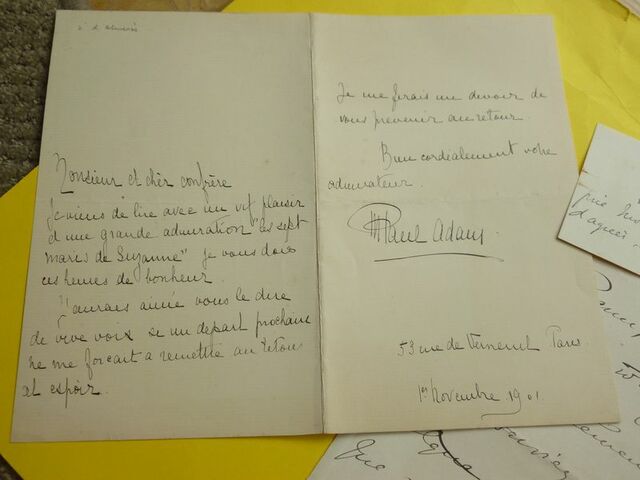 Monsieur et cher confrère
je viens de lire avec un vif plaisir
et une grande admiration "les sept
maris de Suzanne" je vous dois
ces heures de bonheur.
J'aurais aimé vous le dire
de vive voix si un départ prochain
ne me forçait à remettre au retour
cet espoir.
Je me ferais un devoir de
vous prévenir au retour.
Bien cordialement votre
admirateur.
Paul Adam
53 rue de Verneuil Paris
1er Novembre 1901
d'agréer
que